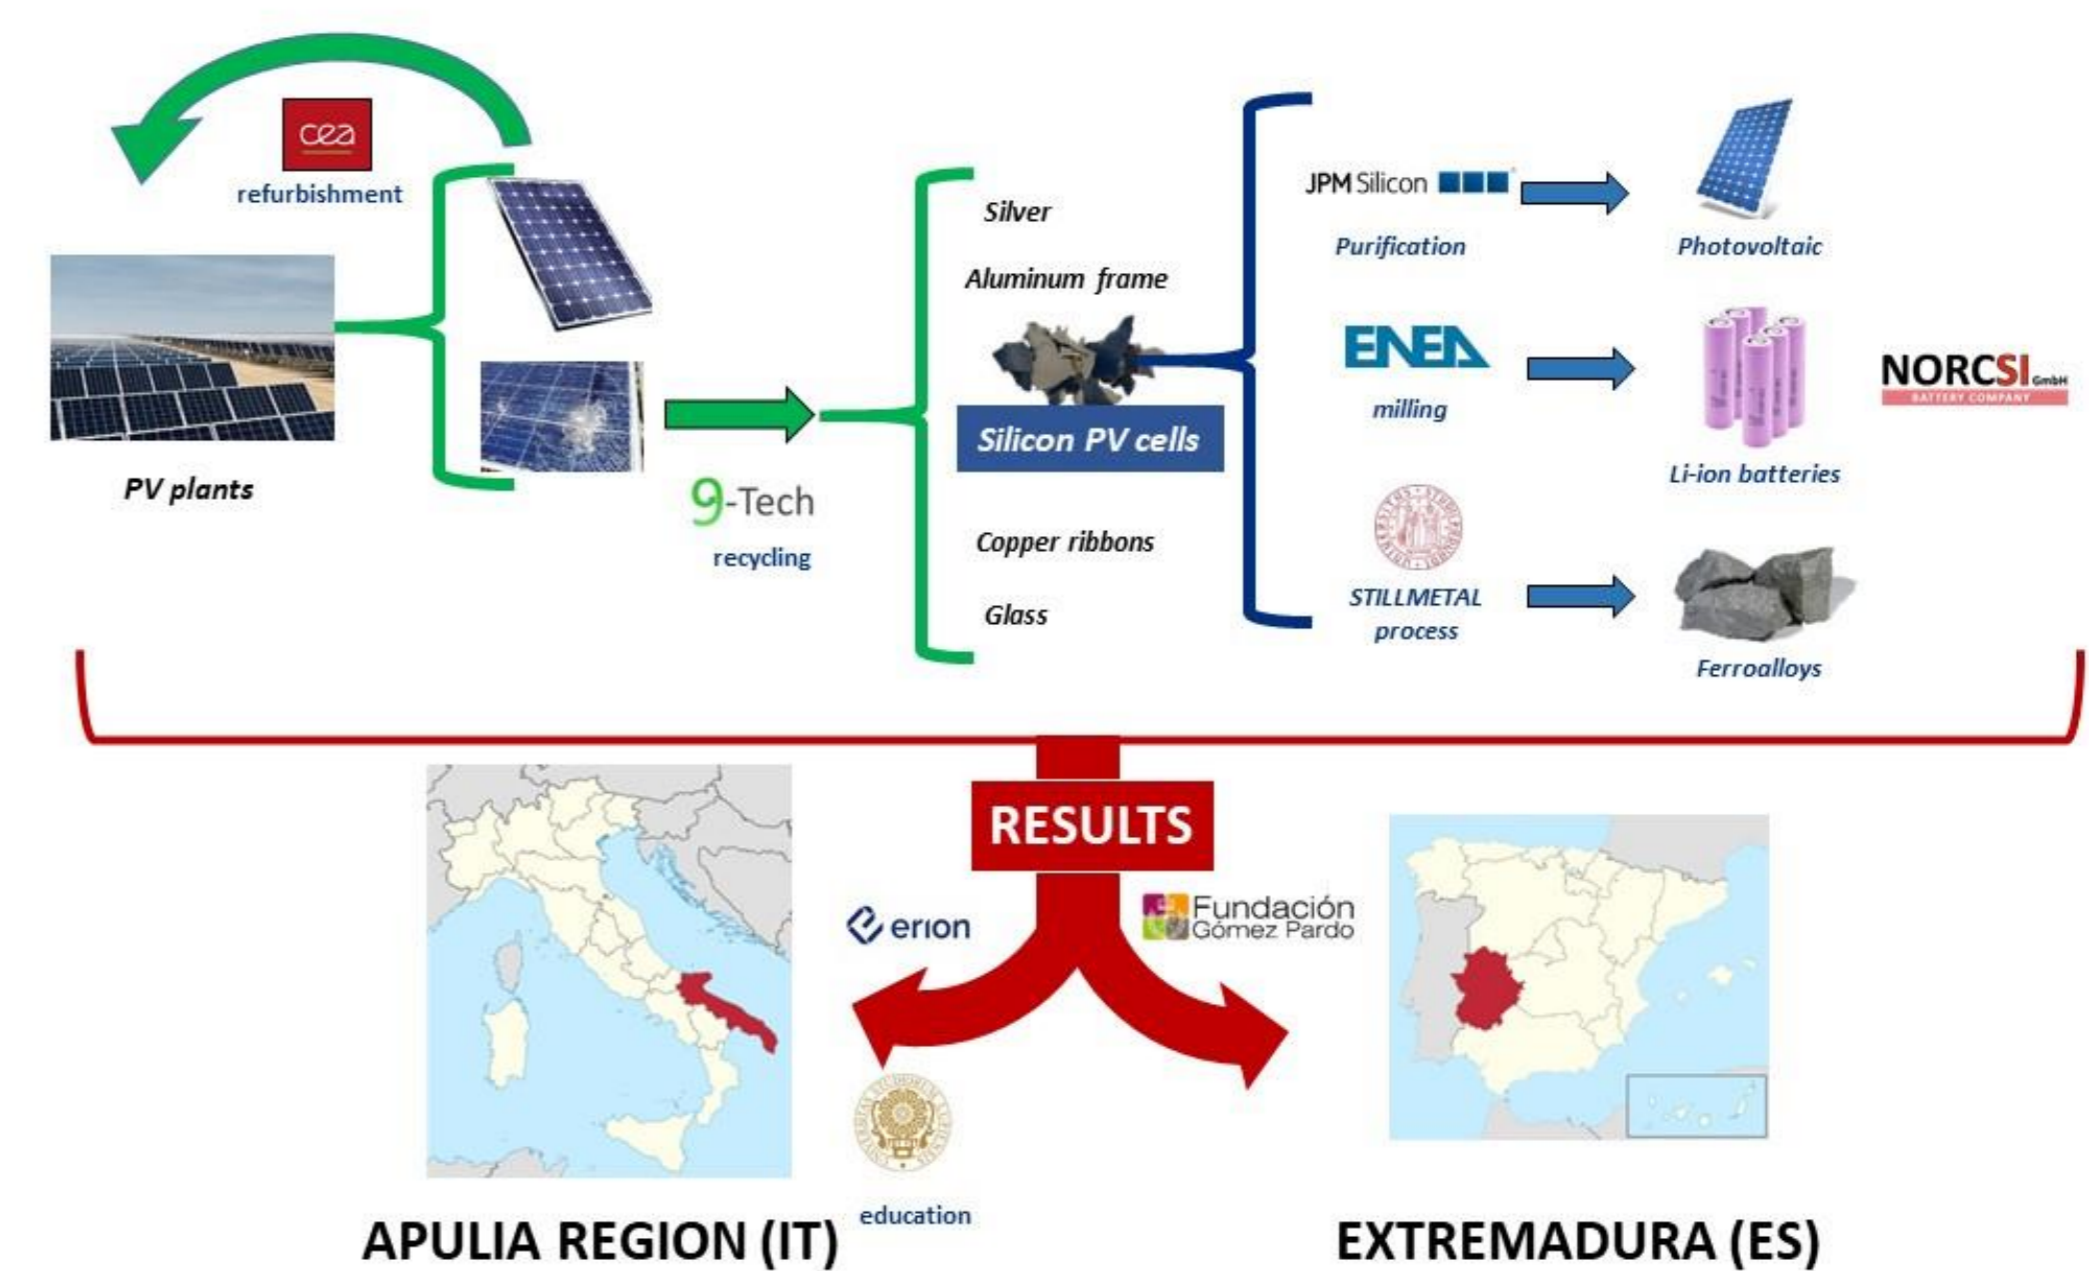 cea
refurbishment
PV plants
9-Tech
recycling
Silver
Aluminum frame
Silicon PV cells
Copper ribbons
Glass
JPM Silicon
Purification
Photovoltaic
ENEA
milling
Li-ion batteries
NORCSI GmbH
BATTERY COMPANY
STILLMETAL
process
Ferroalloys
RESULTS
erion
Fundación
Gómez Pardo
education
APULIA REGION (IT)
EXTREMADURA (ES)